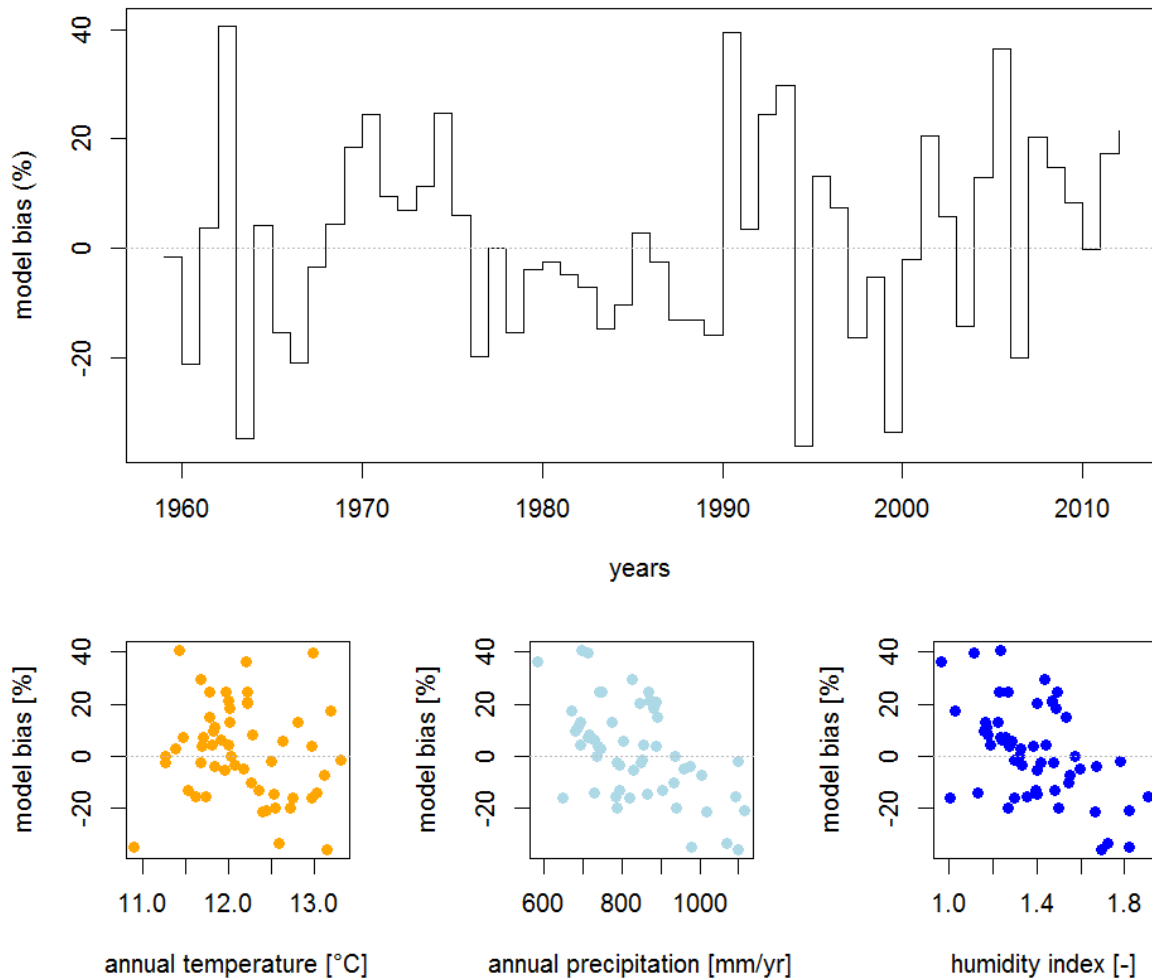 model bias (%)
40
20
0
-20
1960 1970 1980 1990 2000 2010
years
model bias [%]
40
20
0
-20
11.0 12.0 13.0
annual temperature [°C]
model bias [%]
40
20
0
-20
600 800 1000
annual precipitation [mm/yr]
model bias [%]
40
20
0
-20
1.0 1.4 1.8
humidity index [-]